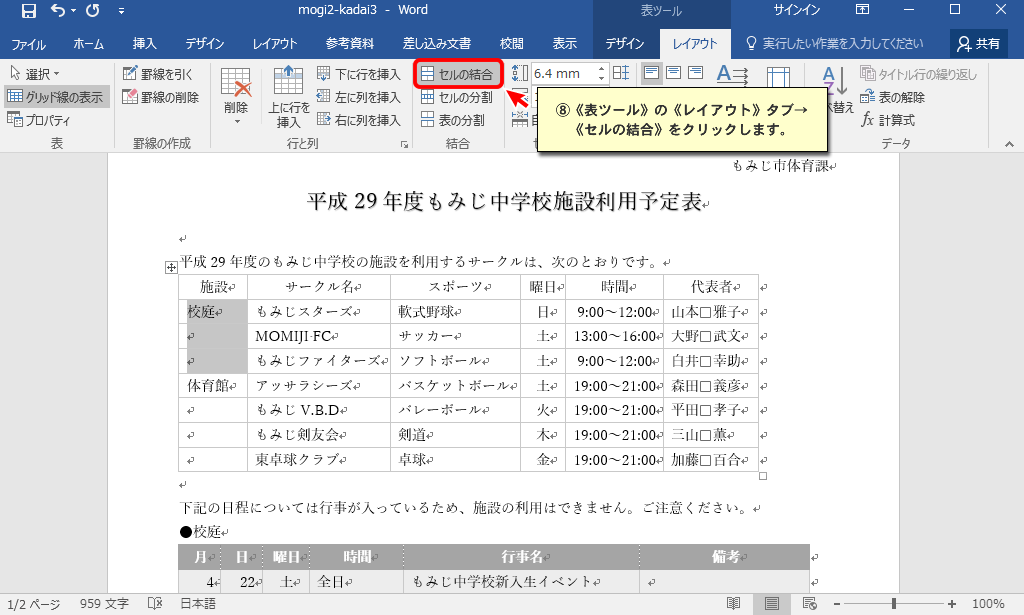 mogi2-kadai3 - Word
表ツール
サインイン
ファイル ホーム 挿入 デザイン レイアウト 参考資料 差し込み文書 校閲 表示 デザイン レイアウト 実行したい作業を入力してください 共有
選択
グリッド線の表示
プロパティ
表
罫線を引く
罫線の削除
罫線の作成
削除
上に行を
挿入
下に行を挿入
左に列を挿入
右に列を挿入
行と列
セルの結合
セルの分割
表の分割
結合
6.4 mm
タイトル行の繰り返し
表の解除
計算式
データ
⑧《表ツール》の《レイアウト》タブ→
《セルの結合》をクリックします。
もみじ市体育課
平成 29 年度もみじ中学校施設利用予定表
平成 29 年度のもみじ中学校の施設を利用するサークルは、次のとおりです。
施設 サークル名 スポーツ 曜日 時間 代表者
校庭 もみじスターズ 軟式野球 日 9:00～12:00 山本□雅子
MOMIJI·FC サッカー 土 13:00～16:00 大野□武文
もみじファイターズ ソフトボール 土 9:00～12:00 白井□幸助
体育館 アッサラシーズ バスケットボール 土 19:00～21:00 森田□義彦
もみじ V.B.D バレーボール 火 19:00～21:00 平田□孝子
もみじ剣友会 剣道 木 19:00～21:00 三山□薫
東卓球クラブ 卓球 金 19:00～21:00 加藤□百合
下記の日程については行事が入っているため、施設の利用はできません。ご注意ください。
●校庭
月 日 曜日 時間 行事名 備考
4 22 土 全日 もみじ中学校新入生イベント
1/2 ページ 959 文字 日本語 100%